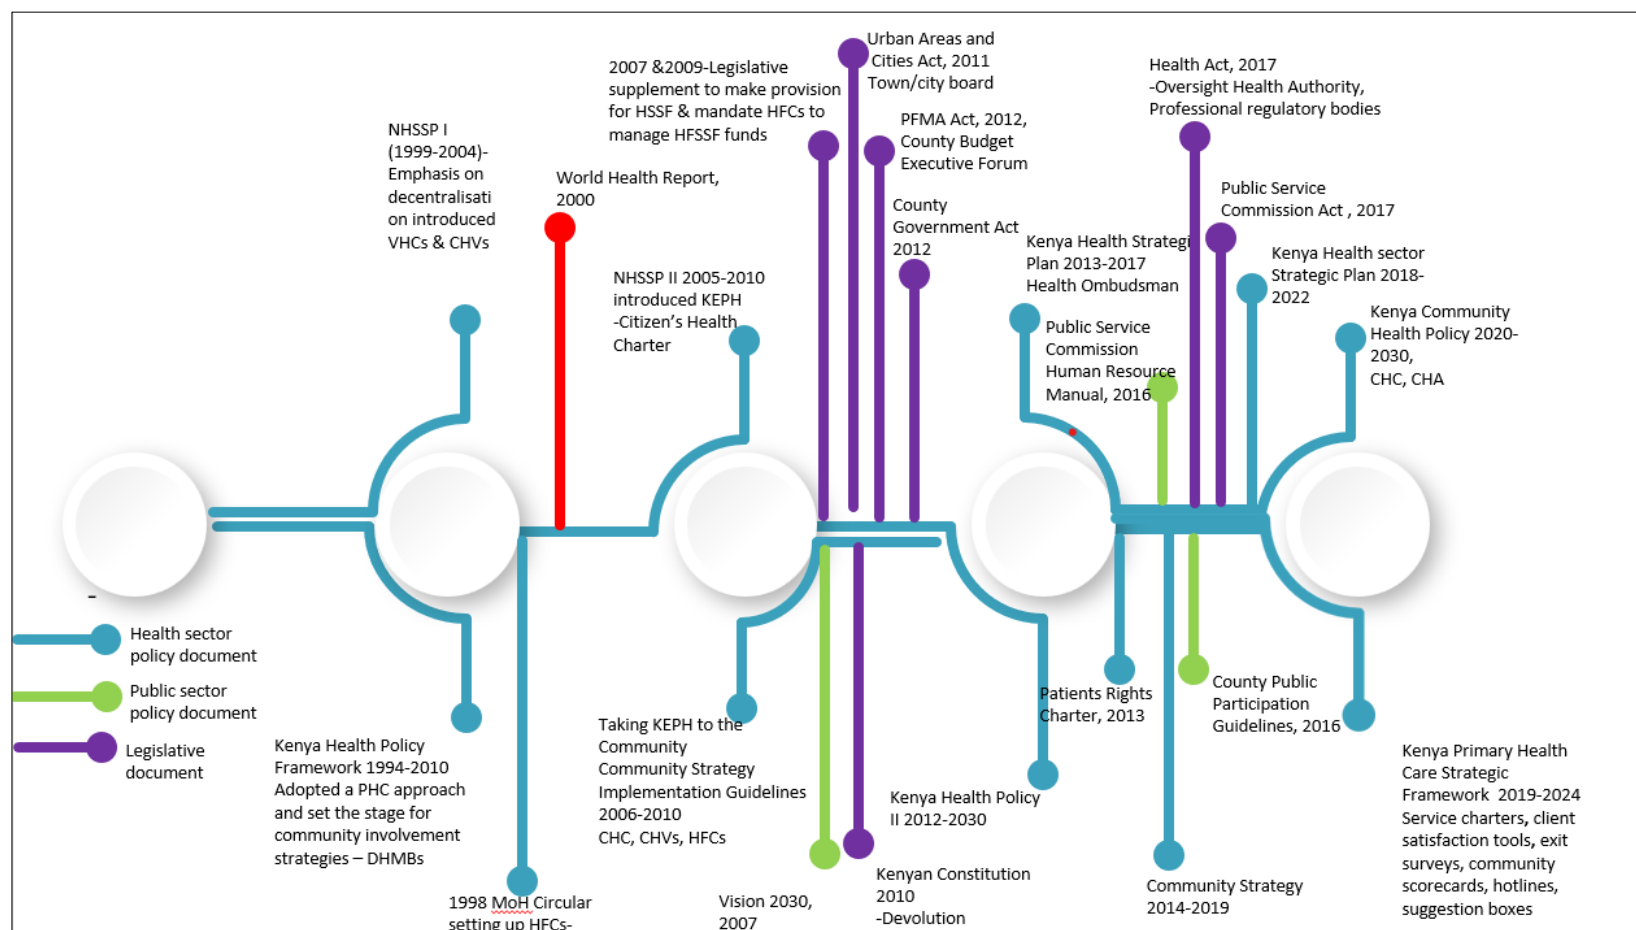 NHSSP I
(1999-2004)-
Emphasis on
decentralisati
on introduced
VHCs & CHVs
World Health Report,
2000
2007 &2009-Legislative
supplement to make provision
for HSSF & mandate HFCs to
manage HFSSF funds
Urban Areas and
Cities Act, 2011
Town/city board
PFMA Act, 2012,
County Budget
Executive Forum
County
Government Act
2012
NHSSP II 2005-2010
introduced KEPH
-Citizen’s Health
Charter
Kenya Health Strategi
Plan 2013-2017
Health Ombudsman
Public Service
Commission
Human Resource
Manual, 2016
Health Act, 2017
-Oversight Health Authority,
Professional regulatory bodies
Public Service
Commission Act , 2017
Kenya Health sector
Strategic Plan 2018-
2022
Kenya Community
Health Policy 2020-
2030,
CHC, CHA
-
Health sector
policy document
Public sector
policy document
Legislative
document
Kenya Health Policy
Framework 1994-2010
Adopted a PHC approach
and set the stage for
community involvement
strategies – DHMBs
1998 MoH Circular
setting up HFCs-
Taking KEPH to the
Community
Community Strategy
Implementation Guidelines
2006-2010
CHC, CHVs, HFCs
Vision 2030,
2007
Kenyan Constitution
2010
-Devolution
Kenya Health Policy
II 2012-2030
Patients Rights
Charter, 2013
Community Strategy
2014-2019
County Public
Participation
Guidelines, 2016
Kenya Primary Health
Care Strategic
Framework 2019-2024
Service charters, client
satisfaction tools, exit
surveys, community
scorecards, hotlines,
suggestion boxes